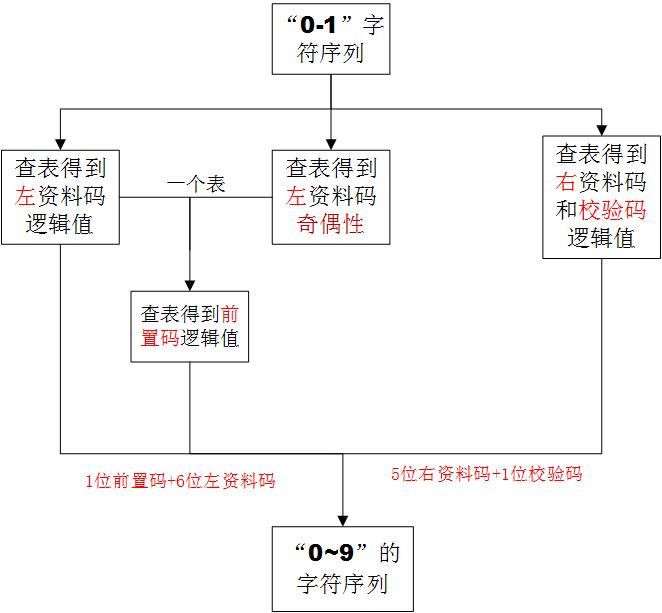 “0-1”字
符序列
查表得到
左资料码
逻辑值
一个表
查表得到
左资料码
奇偶性
查表得到
右资料码
和校验码
逻辑值
查表得到前
置码逻辑值
1位前置码+6位左资料码
5位右资料码+1位校验码
“0~9”的
字符序列